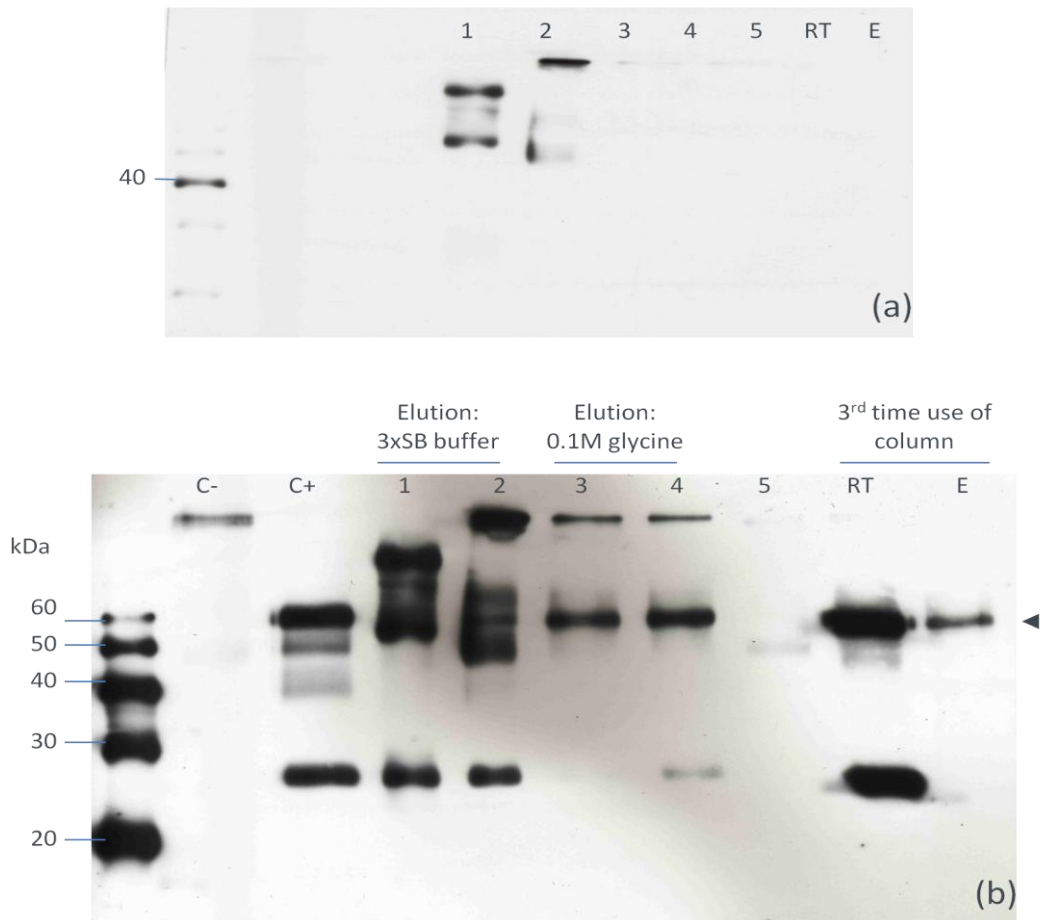 1 2 3 4 5 RT E
40
(a)
Elution: 3xSB buffer
Elution: 0.1M glycine
3rd time use of column
C- C+ 1 2 3 4 5 RT E
kDa
60
50
40
30
20
(b)